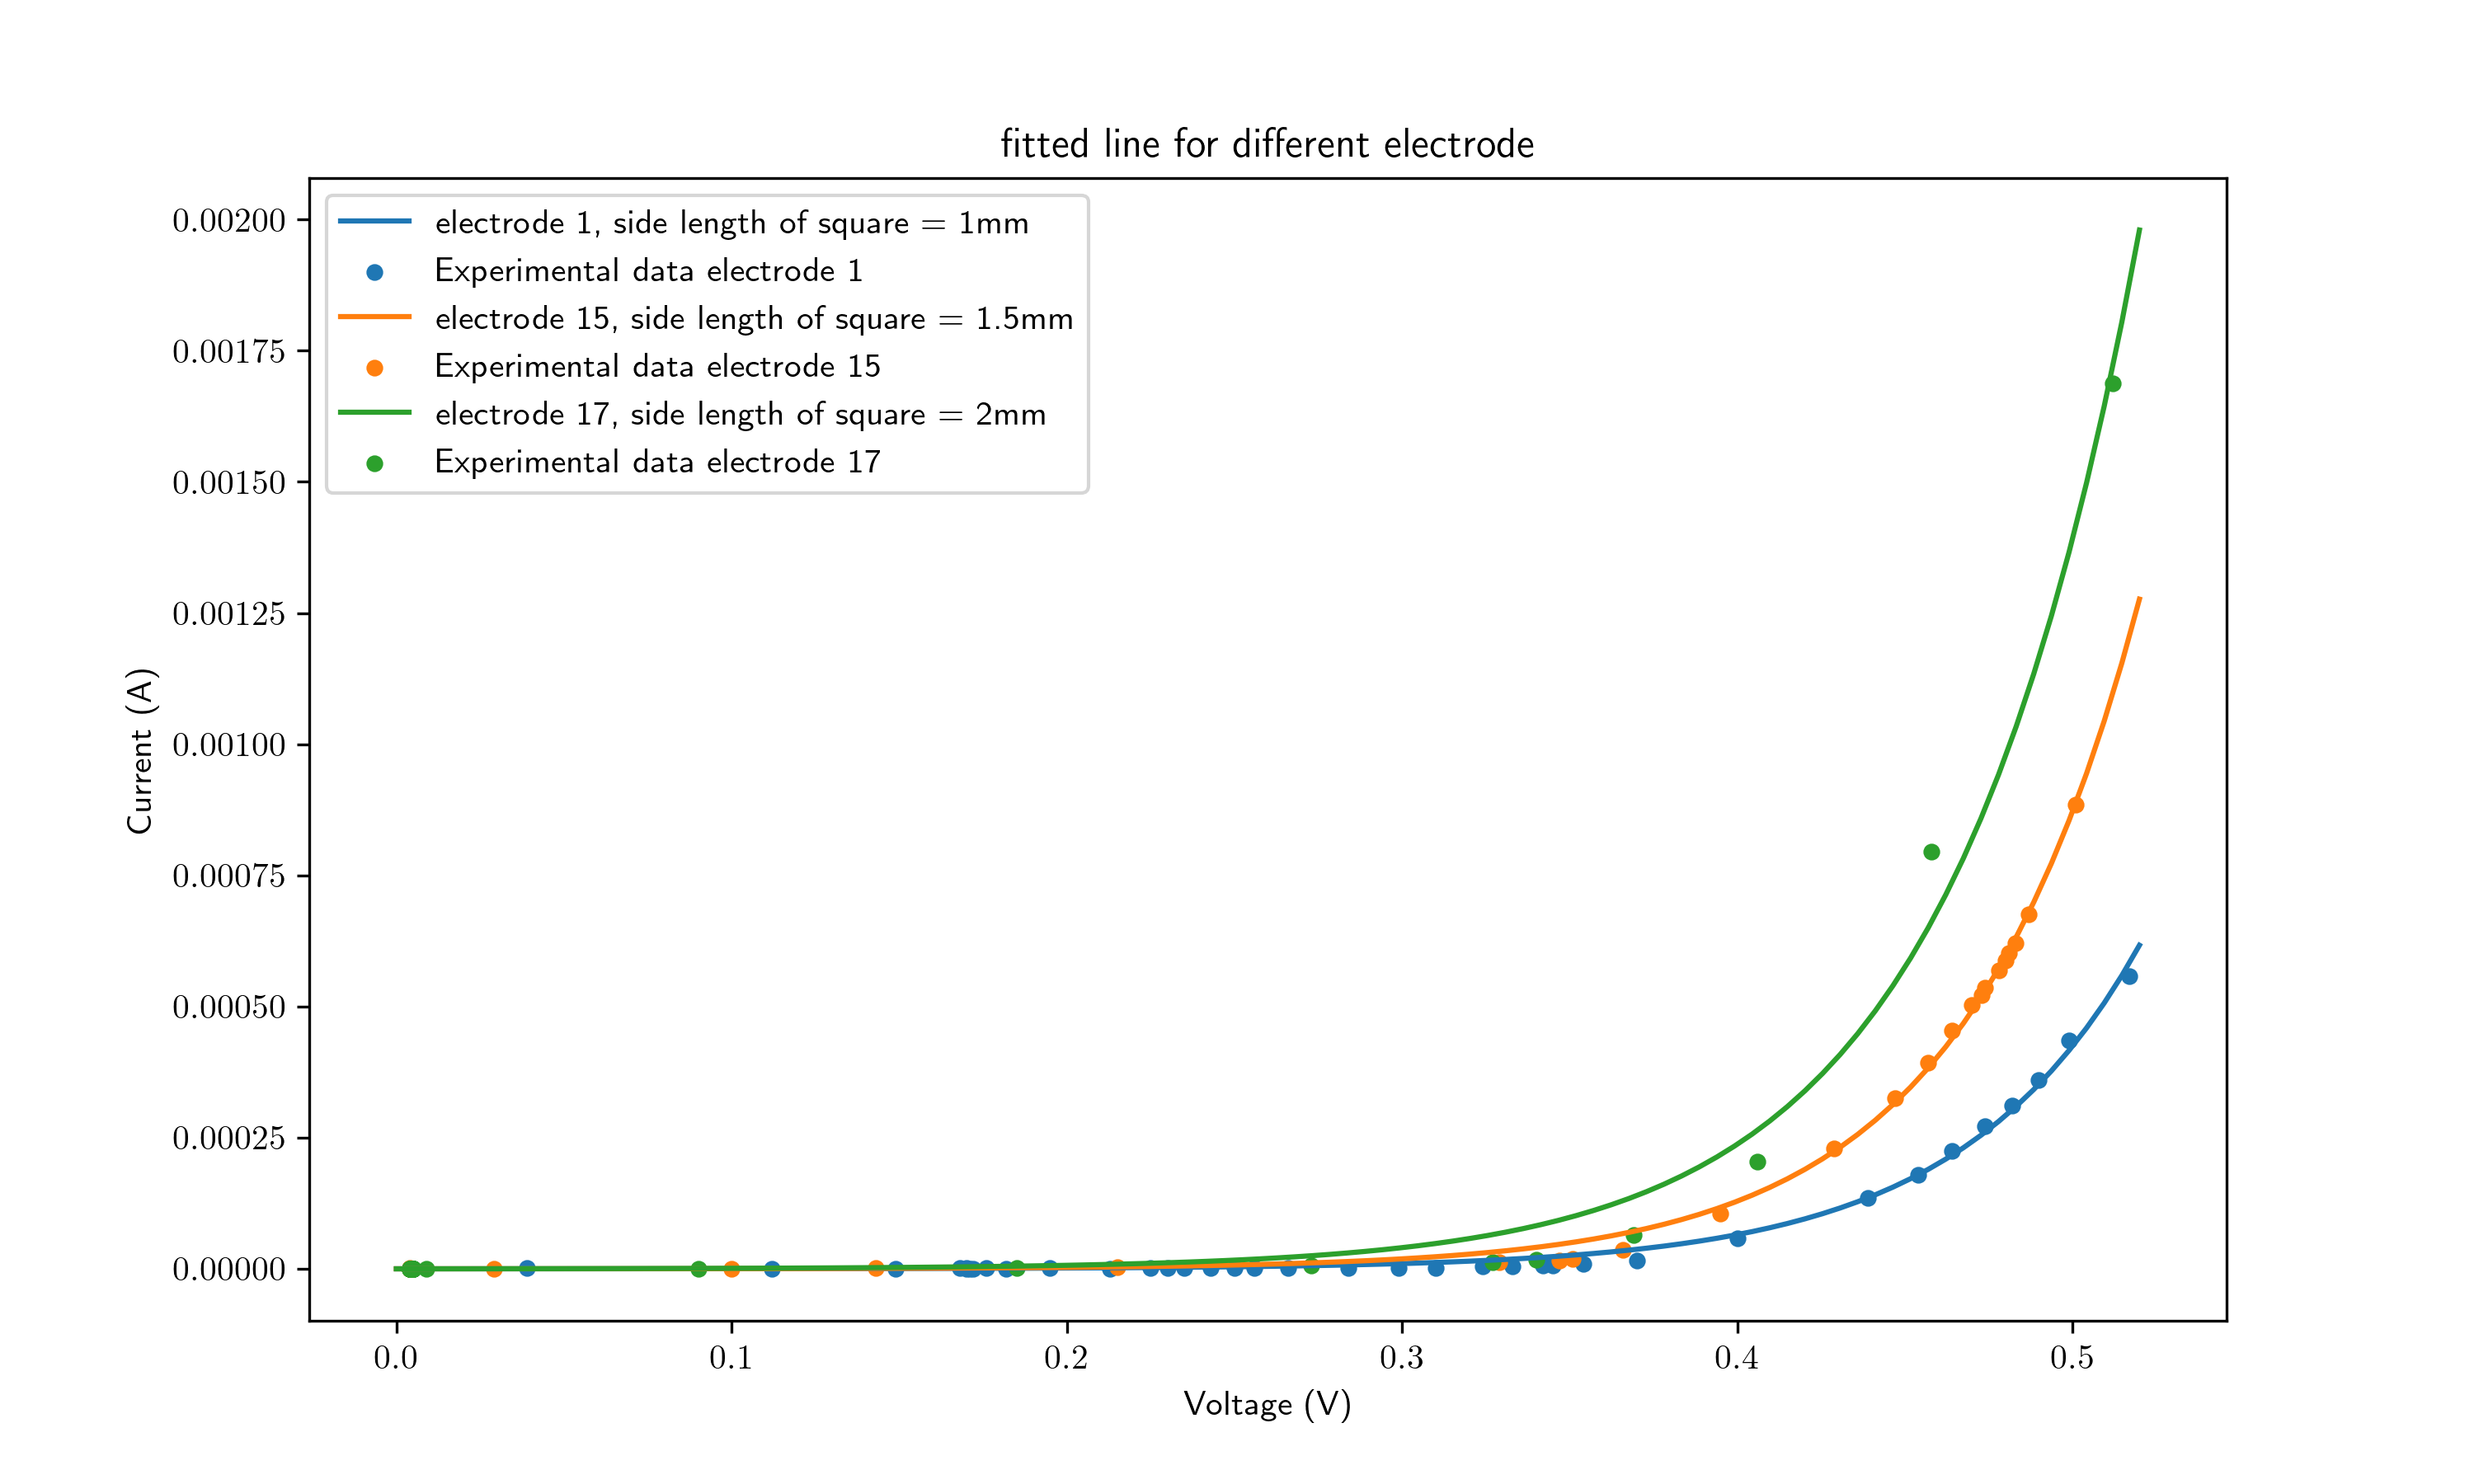 fitted line for different electrode
electrode 1, side length of square = 1mm
Experimental data electrode 1
electrode 15, side length of square = 1.5mm
Experimental data electrode 15
electrode 17, side length of square = 2mm
Experimental data electrode 17
0.00200
0.00175
0.00150
0.00125
0.00100
0.00075
0.00050
0.00025
0.00000
Current (A)
0.0 0.1 0.2 0.3 0.4 0.5
Voltage (V)